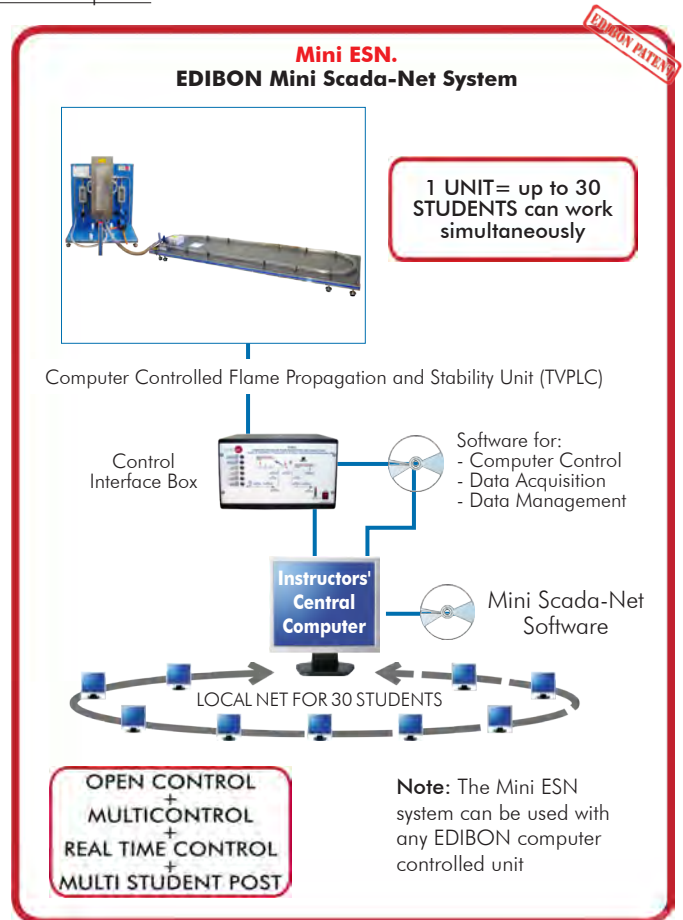 EDIBON PATENT
Mini ESN.
EDIBON Mini Scada-Net System
1 UNIT= up to 30
STUDENTS can work
simultaneously
Computer Controlled Flame Propagation and Stability Unit (TVPLC)
Control
Interface Box
Software for:
- Computer Control
- Data Acquisition
- Data Management
Instructors'
Central
Computer
Mini Scada-Net
Software
LOCAL NET FOR 30 STUDENTS
OPEN CONTROL
+
MULTICONTROL
+
REAL TIME CONTROL
+
MULTI STUDENT POST
Note: The Mini ESN
system can be used with
any EDIBON computer
controlled unit